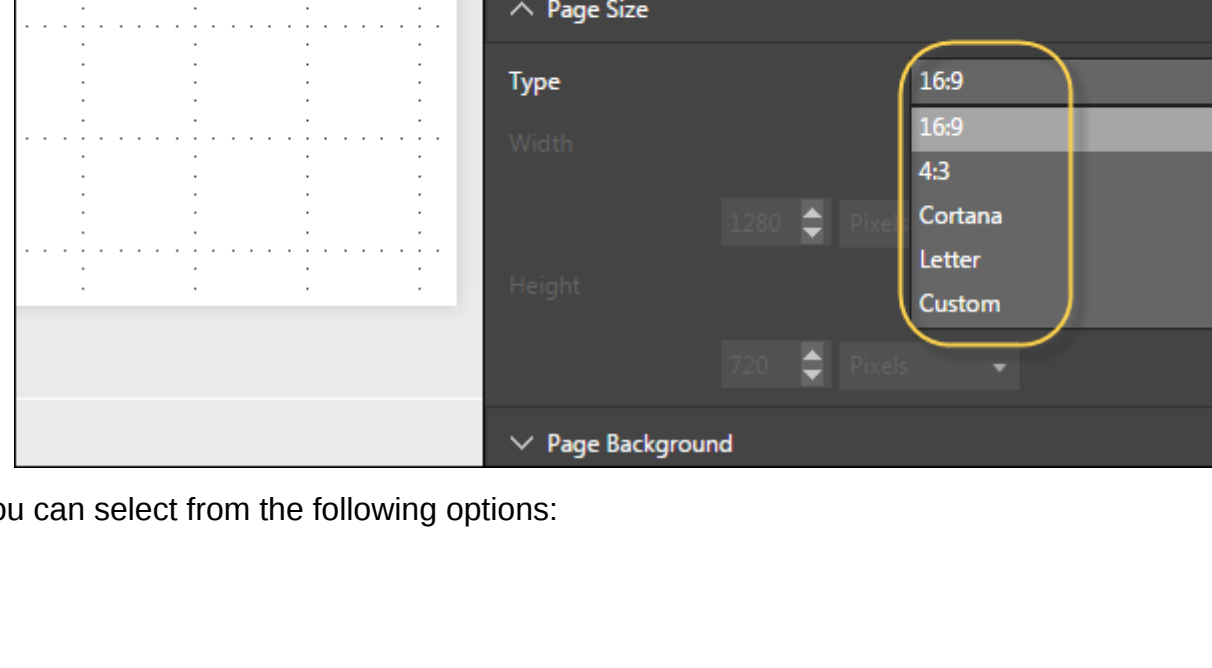 Page Size
Type 16:9
Width 16:9
4:3
1280 Pixels Cortana
Height Letter
Custom
720 Pixels
Page Background
ou can select from the following options: